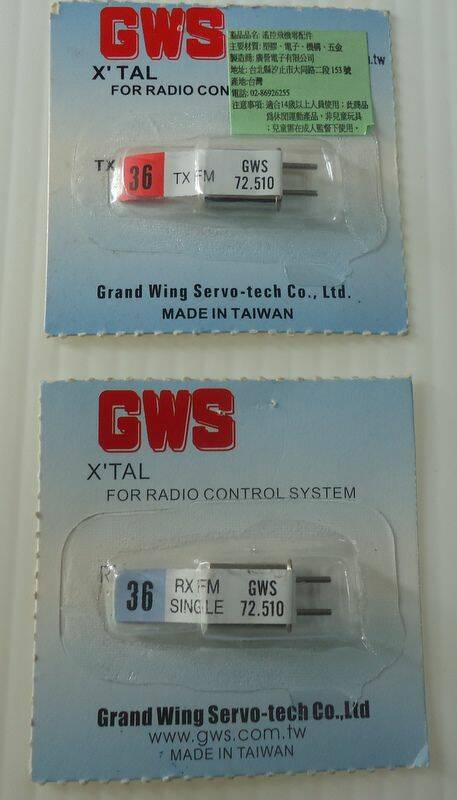 GWS
產品品名: 遙控飛機零配件
主要材質: 塑膠、電子、機構、五金
製造商: 廣營電子有限公司
地址: 台北縣汐止市大同路二段153號
產地:台灣
電話: 02-86926255
注意事項: 適合14歲以上人員使用；此商品
為休閒運動產品，非兒童玩具
；兒童需在成人監督下使用。
.tw
X'TAL
FOR RADIO CON
TX
36
TX FM
GWS
72.510
Grand Wing Servo-tech Co., Ltd.
MADE IN TAIWAN
GWS
X'TAL
FOR RADIO CONTROL SYSTEM
R
36
RX FM
SINGLE
GWS
72.510
Grand Wing Servo-tech Co.,Ltd
www.gws.com.tw
MADE IN TAIWAN